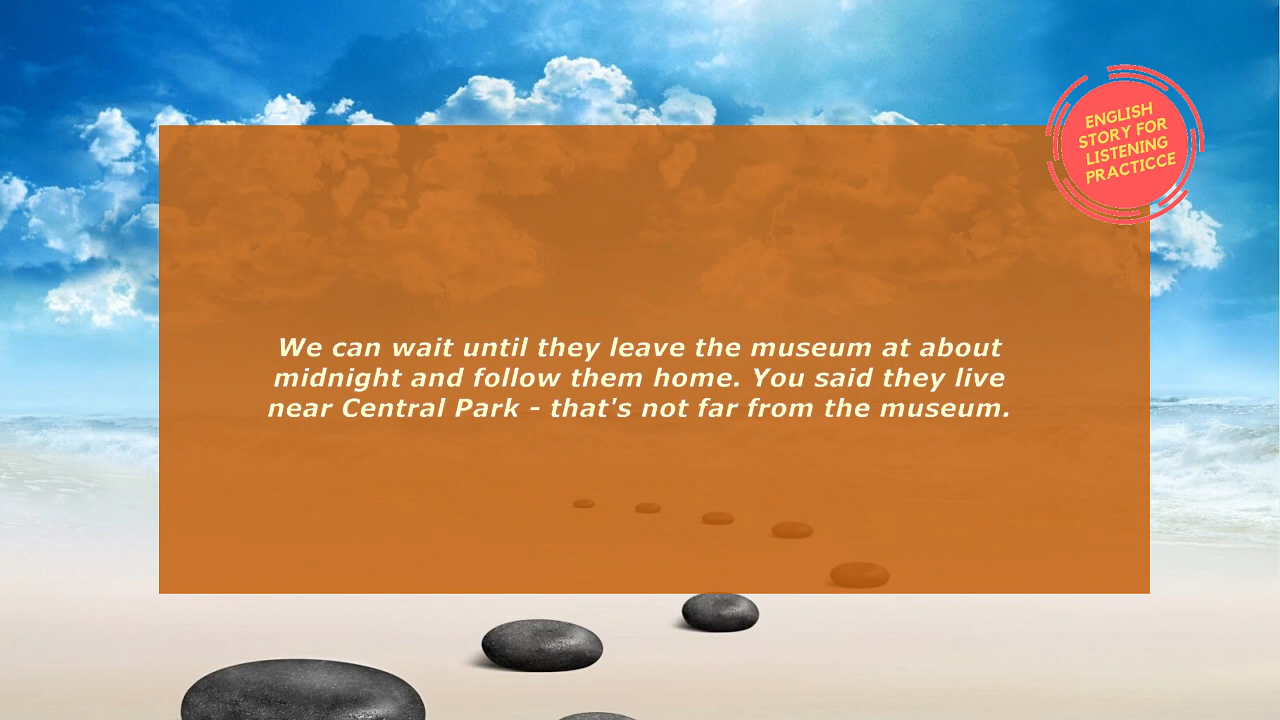 ENGLISH
STORY FOR
LISTENING
PRACTICCE
We can wait until they leave the museum at about
midnight and follow them home. You said they live
near Central Park - that's not far from the museum.